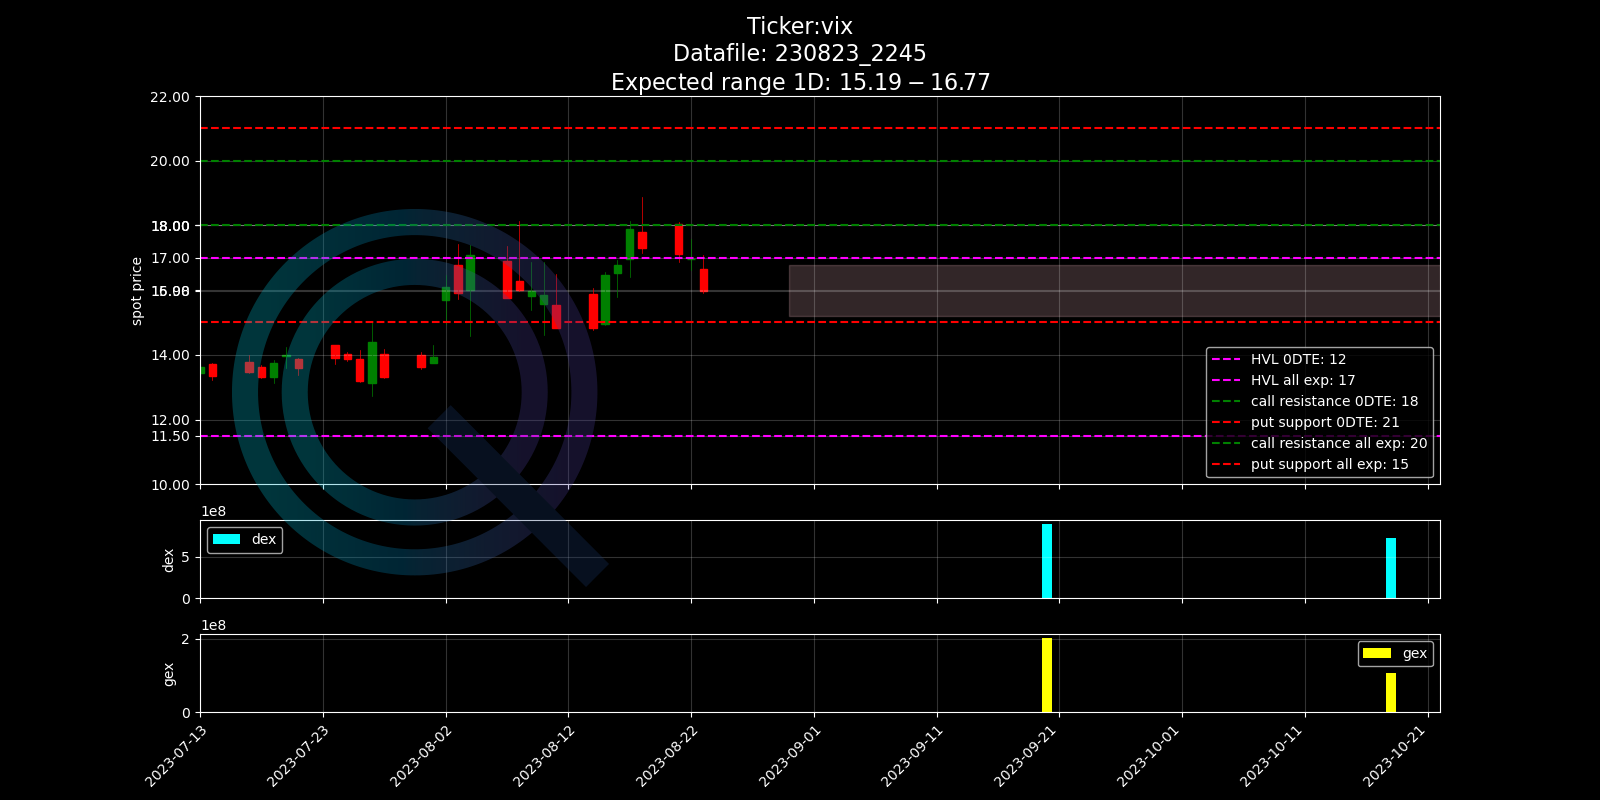 Ticker:vix
Datafile: 230823_2245
Expected range 1D: 15.19 − 16.77
22.00
20.00
18.00
17.00
14.00
12.00
11.50
10.00
spot price
HVL 0DTE: 12
HVL all exp: 17
call resistance 0DTE: 18
put support 0DTE: 21
call resistance all exp: 20
put support all exp: 15
1e8
5
0
dex
dex
1e8
2
0
gex
gex
2023-07-13
2023-07-23
2023-08-02
2023-08-12
2023-08-22
2023-09-01
2023-09-11
2023-09-21
2023-10-01
2023-10-11
2023-10-21